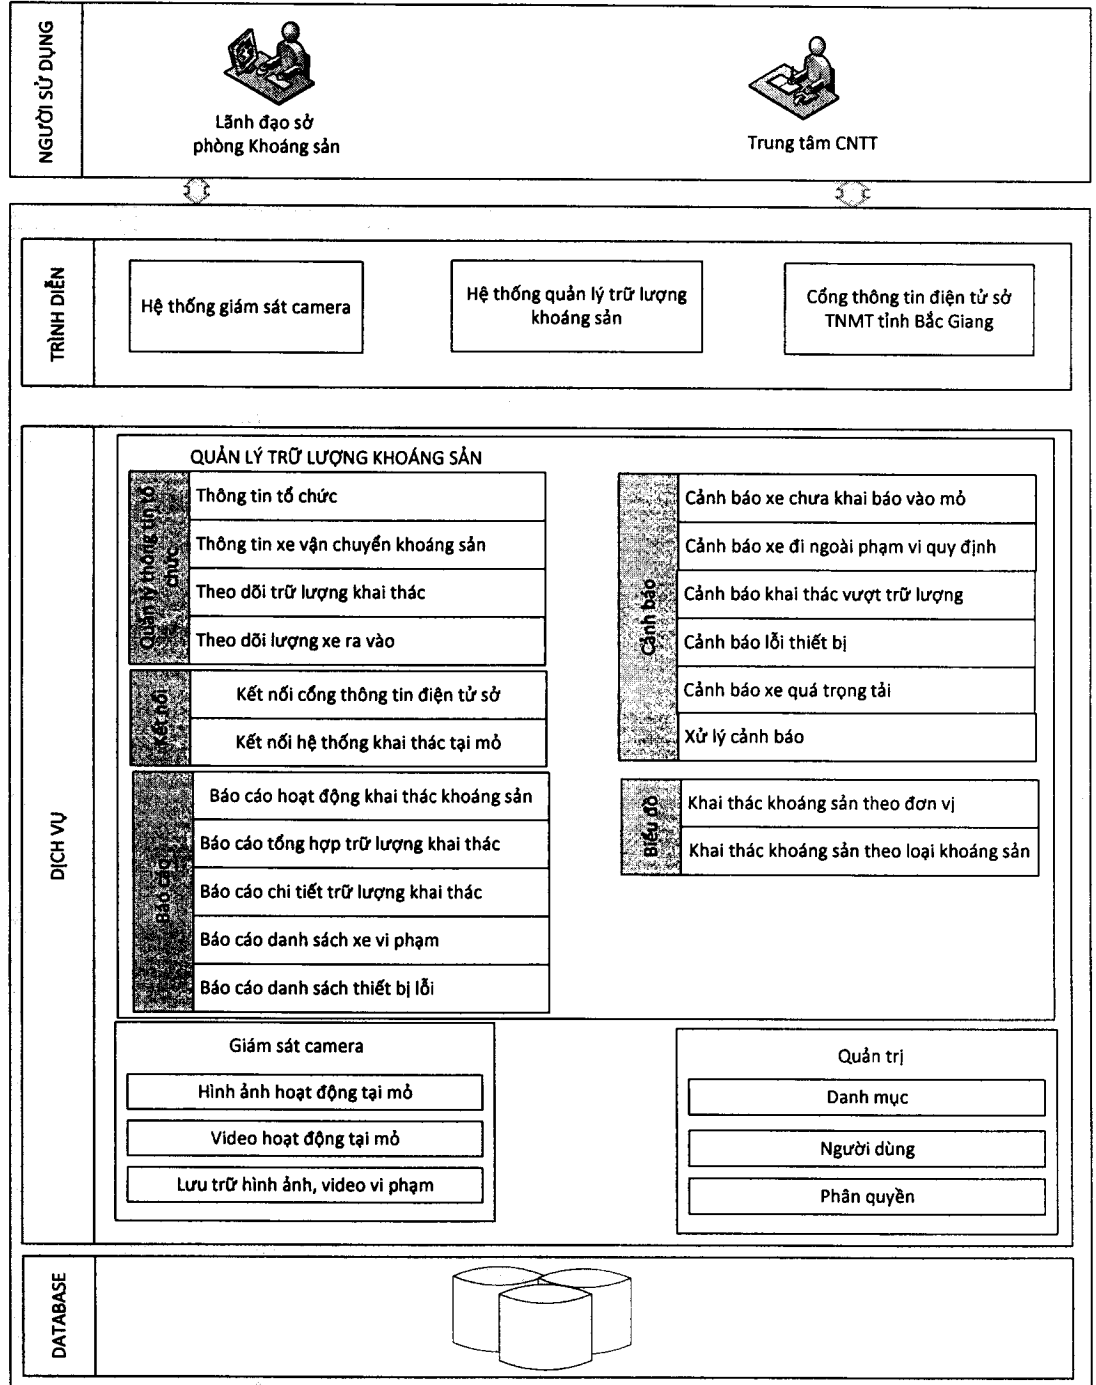 NGƯỜI SỬ DỤNG
Lãnh đạo sở
phòng Khoáng sản
Trung tâm CNTT
TRÌNH DIỄN
Hệ thống giám sát camera
Hệ thống quản lý trữ lượng
khoáng sản
Cổng thông tin điện tử sở
TNMT tỉnh Bắc Giang
DỊCH VỤ
QUẢN LÝ TRỮ LƯỢNG KHOÁNG SẢN
Quản lý thông tin tổ
chức
Thông tin tổ chức
Thông tin xe vận chuyển khoáng sản
Theo dõi trữ lượng khai thác
Theo dõi lượng xe ra vào
Kết nối
Kết nối cổng thông tin điện tử sở
Kết nối hệ thống khai thác tại mỏ
Báo cáo
Báo cáo hoạt động khai thác khoáng sản
Báo cáo tổng hợp trữ lượng khai thác
Báo cáo chi tiết trữ lượng khai thác
Báo cáo danh sách xe vi phạm
Báo cáo danh sách thiết bị lỗi
Cảnh báo
Cảnh báo xe chưa khai báo vào mỏ
Cảnh báo xe đi ngoài phạm vi quy định
Cảnh báo khai thác vượt trữ lượng
Cảnh báo lỗi thiết bị
Cảnh báo xe quá trọng tải
Xử lý cảnh báo
Biểu đồ
Khai thác khoáng sản theo đơn vị
Khai thác khoáng sản theo loại khoáng sản
Giám sát camera
Hình ảnh hoạt động tại mỏ
Video hoạt động tại mỏ
Lưu trữ hình ảnh, video vi phạm
Quản trị
Danh mục
Người dùng
Phân quyền
DATABASE